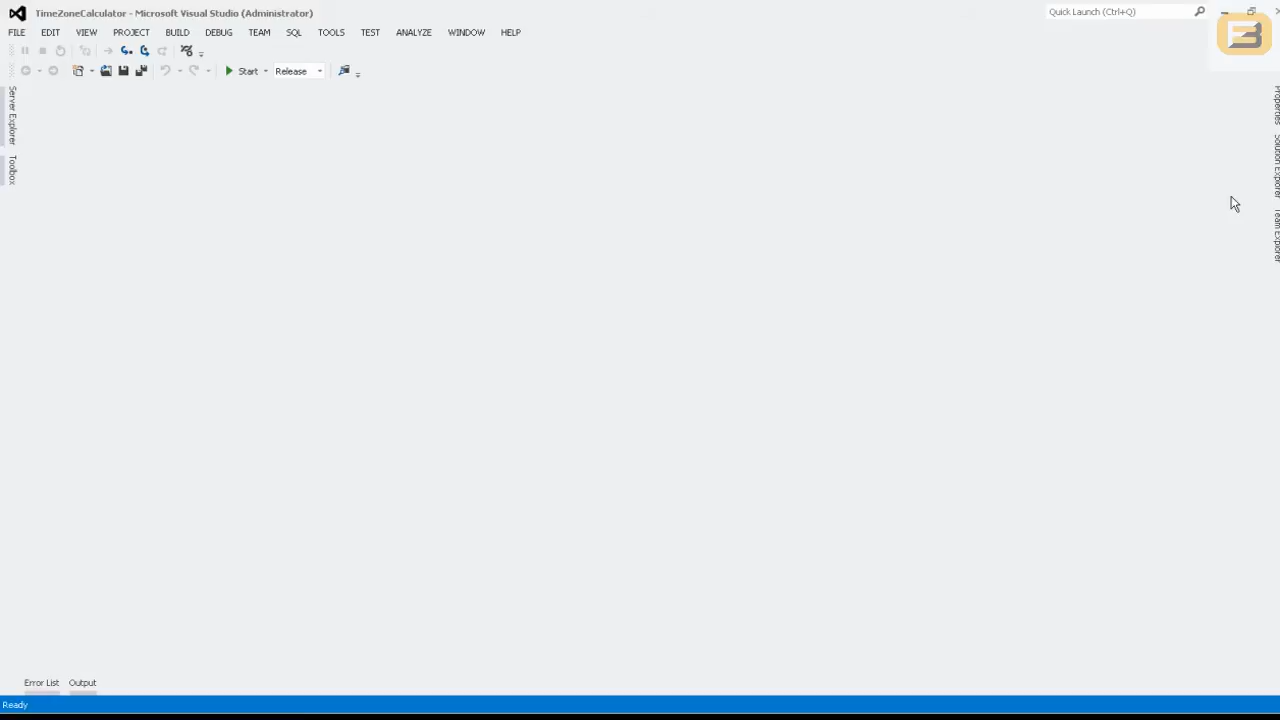 TimeZoneCalculator - Microsoft Visual Studio (Administrator)
Quick Launch (Ctrl+Q)
FILE EDIT VIEW PROJECT BUILD DEBUG TEAM SQL TOOLS TEST ANALYZE WINDOW HELP
Start Release
Server Explorer
Toolbox
Properties
Solution Explorer
Team Explorer
Error List Output
Ready